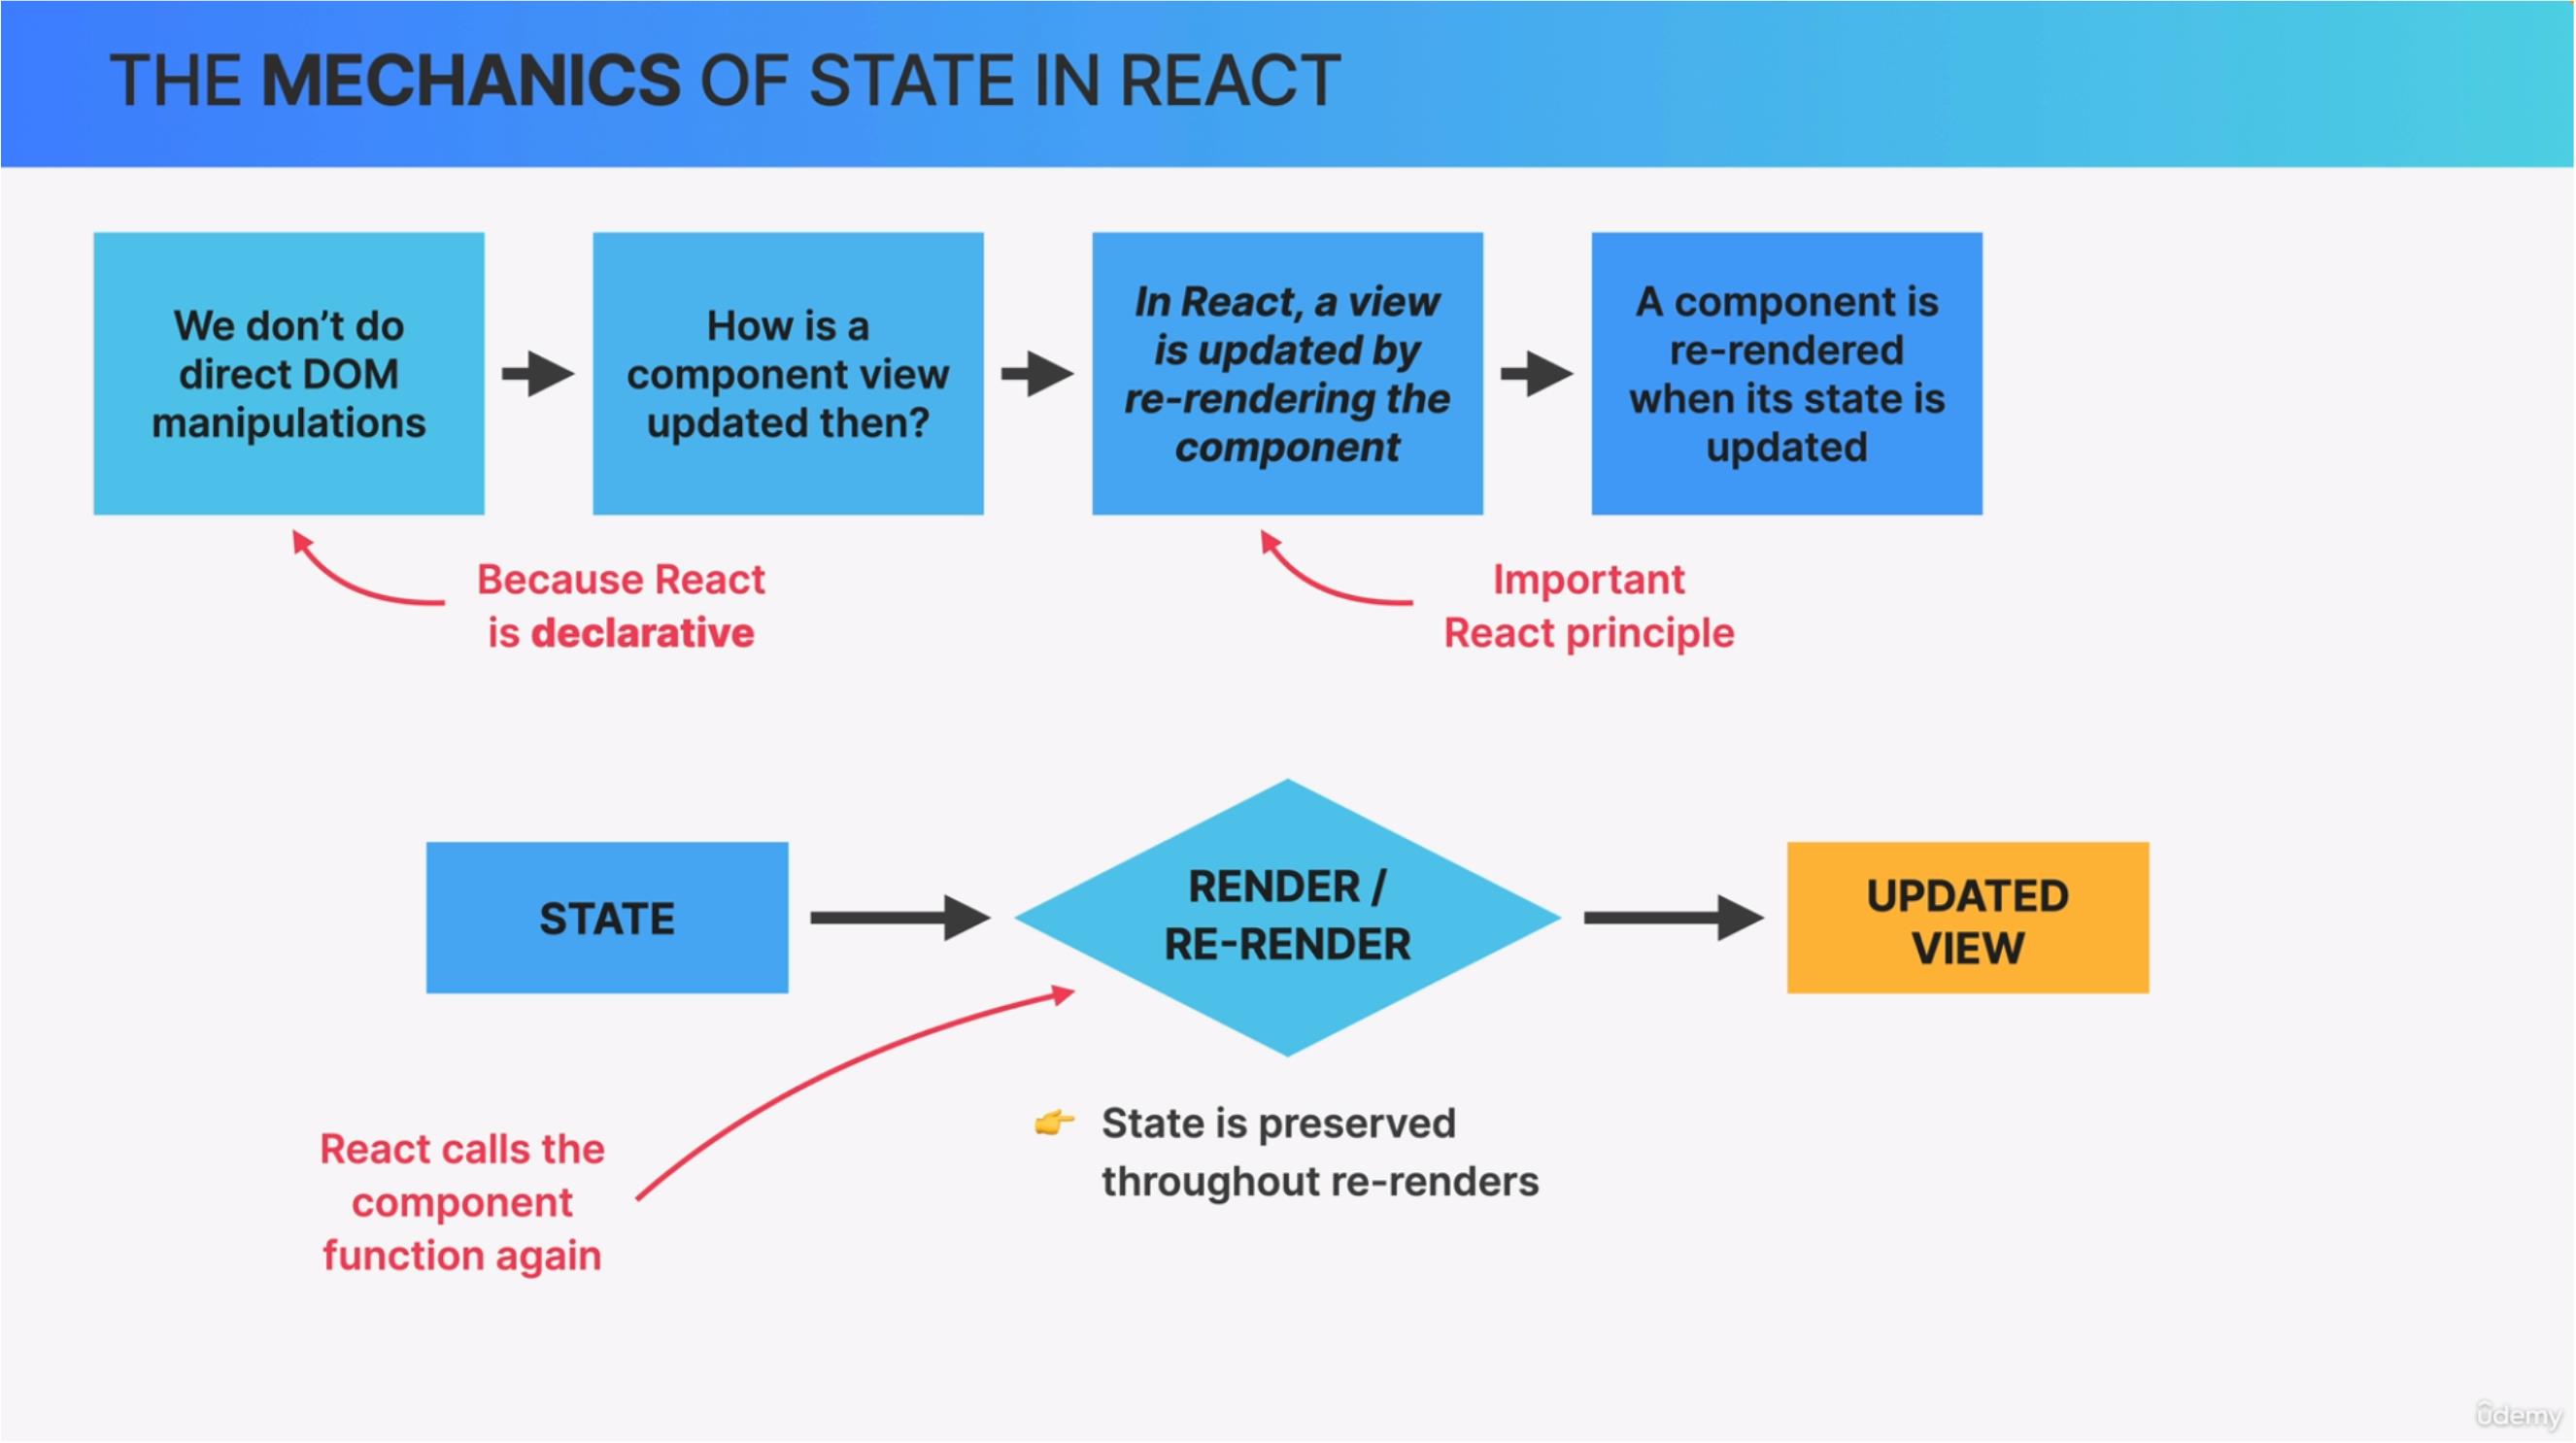 THE MECHANICS OF STATE IN REACT
We don’t do
direct DOM
manipulations
How is a
component view
updated then?
In React, a view
is updated by
re-rendering the
component
A component is
re-rendered
when its state is
updated
Because React
is declarative
Important
React principle
STATE
RENDER /
RE-RENDER
UPDATED
VIEW
React calls the
component
function again
👉 State is preserved
throughout re-renders
ûdemy